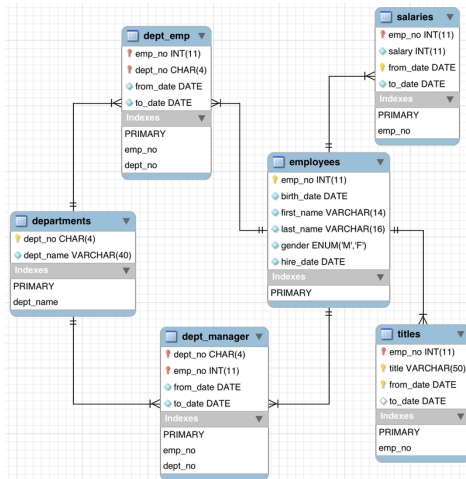 dept_emp
emp_no INT(11)
dept_no CHAR(4)
from_date DATE
to_date DATE
Indexes
PRIMARY
emp_no
dept_no
salaries
emp_no INT(11)
salary INT(11)
from_date DATE
to_date DATE
Indexes
PRIMARY
emp_no
employees
emp_no INT(11)
birth_date DATE
first_name VARCHAR(14)
last_name VARCHAR(16)
gender ENUM('M','F')
hire_date DATE
Indexes
PRIMARY
departments
dept_no CHAR(4)
dept_name VARCHAR(40)
Indexes
PRIMARY
dept_name
dept_manager
dept_no CHAR(4)
emp_no INT(11)
from_date DATE
to_date DATE
Indexes
PRIMARY
emp_no
dept_no
titles
emp_no INT(11)
title VARCHAR(50)
from_date DATE
to_date DATE
Indexes
PRIMARY
emp_no